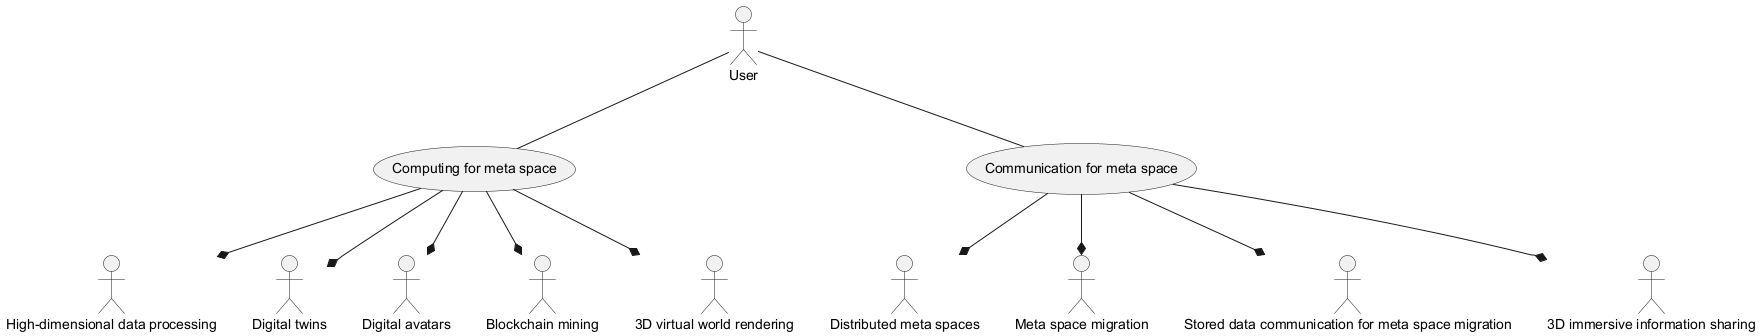 User
Computing for meta space
Communication for meta space
High-dimensional data processing
Digital twins
Digital avatars
Blockchain mining
3D virtual world rendering
Distributed meta spaces
Meta space migration
Stored data communication for meta space migration
3D immersive information sharing